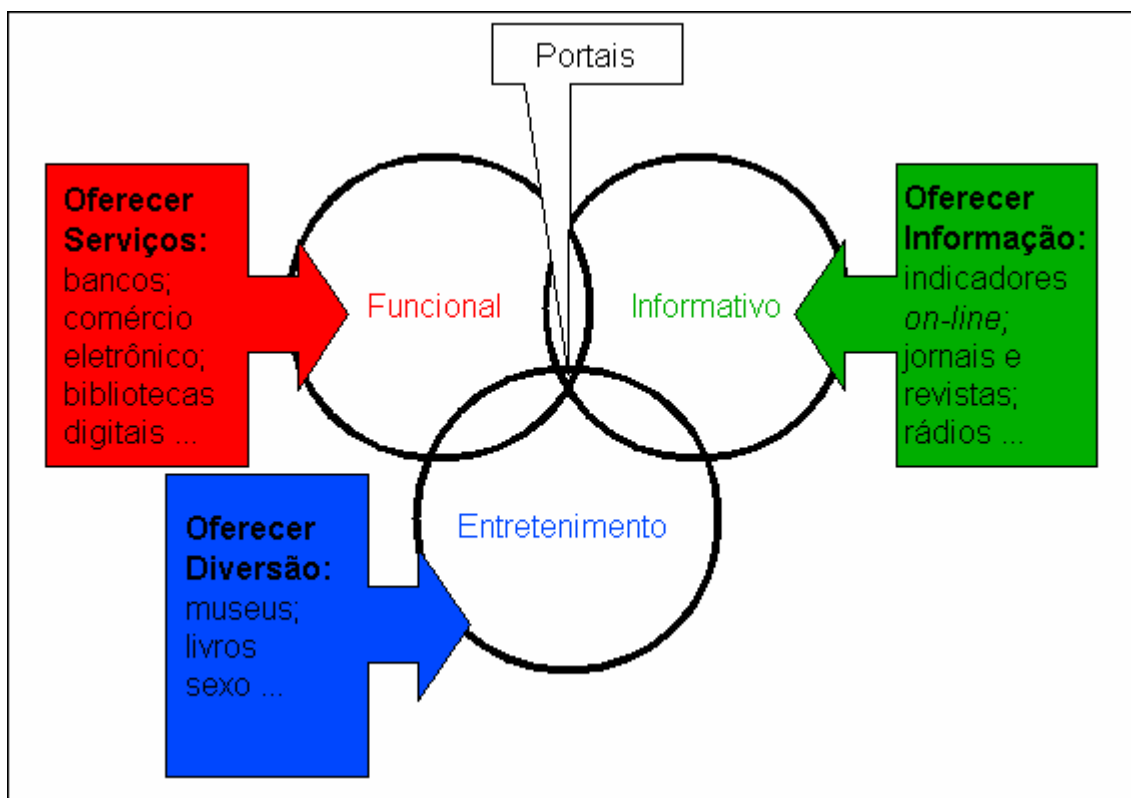 Portais
Oferecer
Serviços:
bancos;
comércio
eletrônico;
bibliotecas
digitais ...
Funcional
Informativo
Oferecer
Informação:
indicadores
on-line;
jornais e
revistas;
rádios ...
Oferecer
Diversão:
museus;
livros
sexo ...
Entretenimento